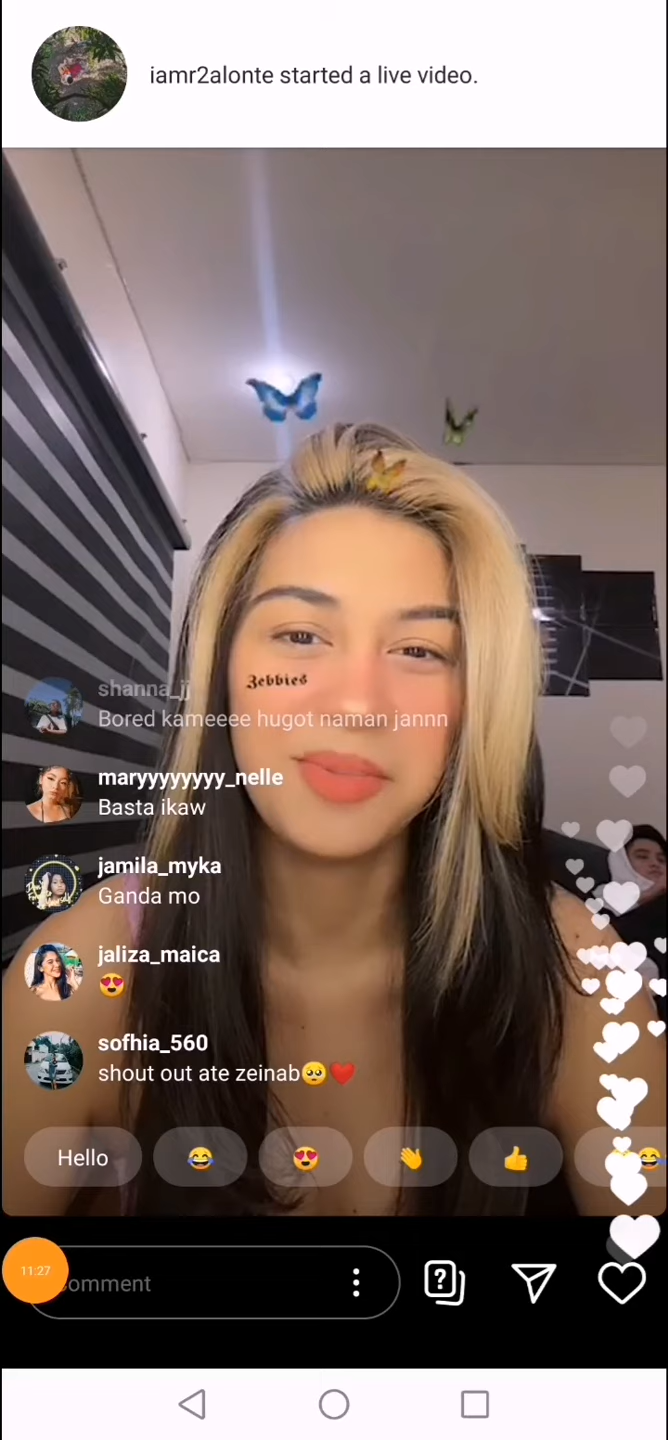 iamr2alonte started a live video.
Zebbies
shanna_jj
Bored kameeee hugot naman jannn
maryyyyyyyy_nelle
Basta ikaw
jamila_myka
Ganda mo
jaliza_maica
😍
sofhia_560
shout out ate zeinab🥺❤️
Hello 😂 😍 👋 👍 😂
11:27
omment